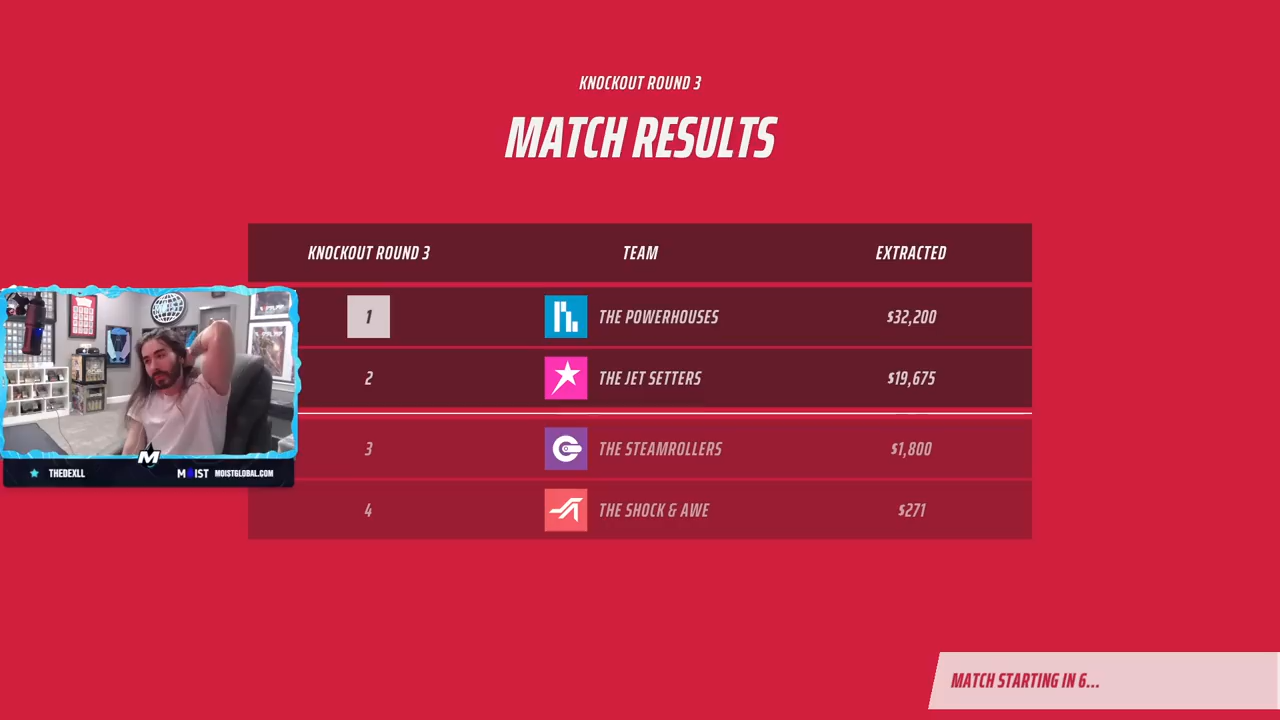 KNOCKOUT ROUND 3
MATCH RESULTS
KNOCKOUT ROUND 3 TEAM EXTRACTED
1 THE POWERHOUSES $32,200
2 THE JET SETTERS $19,675
3 THE STEAMROLLERS $1,800
4 THE SHOCK & AWE $271
M
THEDEXLL MOIST MOISTGLOBAL.COM
MATCH STARTING IN 6...